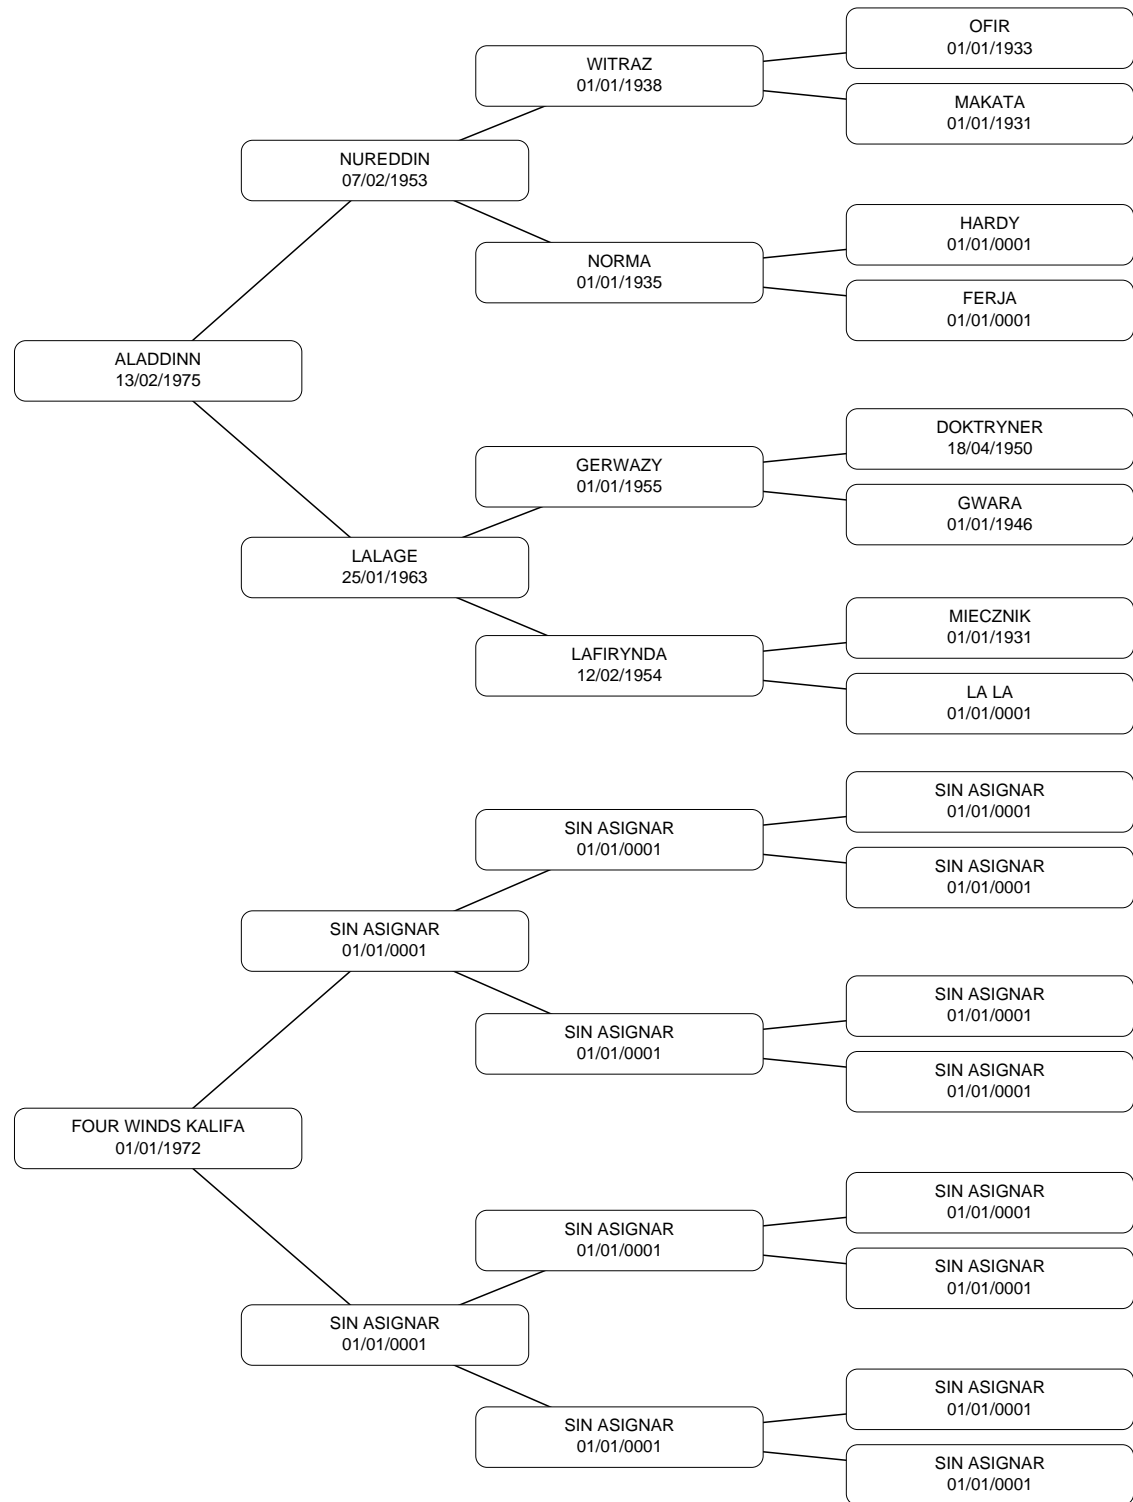 OFIR
01/01/1933
WITRAZ
01/01/1938
MAKATA
01/01/1931
NUREDDIN
07/02/1953
HARDY
01/01/0001
NORMA
01/01/1935
FERJA
01/01/0001
ALADDINN
13/02/1975
DOKTRYNER
18/04/1950
GERWAZY
01/01/1955
GWARA
01/01/1946
LALAGE
25/01/1963
MIECZNIK
01/01/1931
LAFIRYNDA
12/02/1954
LA LA
01/01/0001
SIN ASIGNAR
01/01/0001
SIN ASIGNAR
01/01/0001
SIN ASIGNAR
01/01/0001
SIN ASIGNAR
01/01/0001
SIN ASIGNAR
01/01/0001
SIN ASIGNAR
01/01/0001
SIN ASIGNAR
01/01/0001
FOUR WINDS KALIFA
01/01/1972
SIN ASIGNAR
01/01/0001
SIN ASIGNAR
01/01/0001
SIN ASIGNAR
01/01/0001
SIN ASIGNAR
01/01/0001
SIN ASIGNAR
01/01/0001
SIN ASIGNAR
01/01/0001
SIN ASIGNAR
01/01/0001